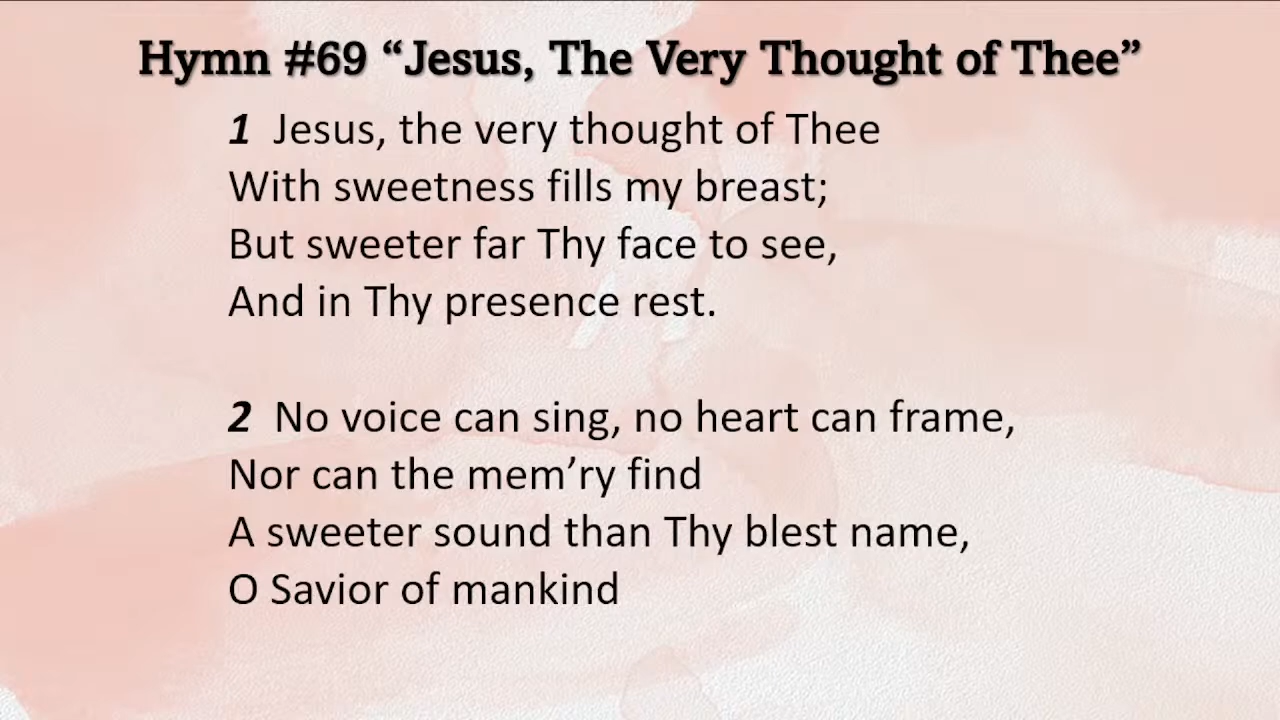 Hymn #69 “Jesus, The Very Thought of Thee”
1 Jesus, the very thought of Thee
With sweetness fills my breast;
But sweeter far Thy face to see,
And in Thy presence rest.
2 No voice can sing, no heart can frame,
Nor can the mem’ry find
A sweeter sound than Thy blest name,
O Savior of mankind